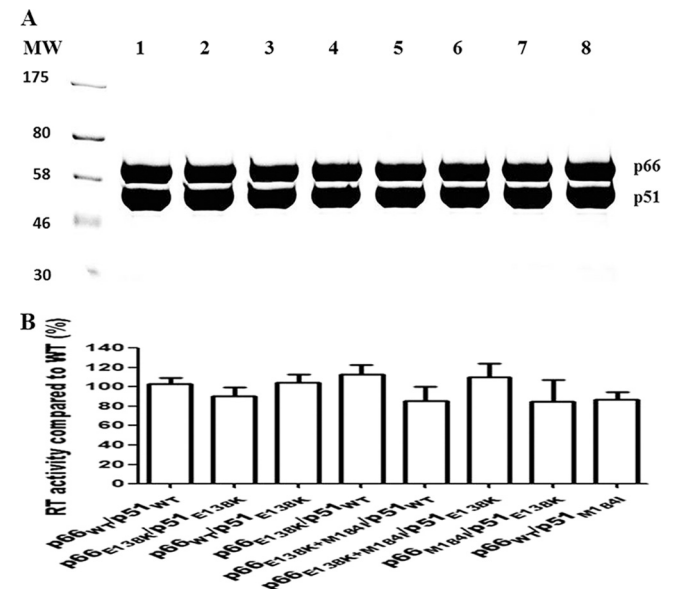 A
MW 1 2 3 4 5 6 7 8
175
80
58
46
30
p66
p51
B
RT activity compared to WT (%)
140
120
100
80
60
40
20
0
p66WT/p51WT
p66E138K/p51E138K
p66WT/p51E138K
p66E138K/p51WT
p66E138K+M184I/p51WT
p66E138K+M184I/p51E138K
p66M184I/p51E138K
p66WT/p51M184I